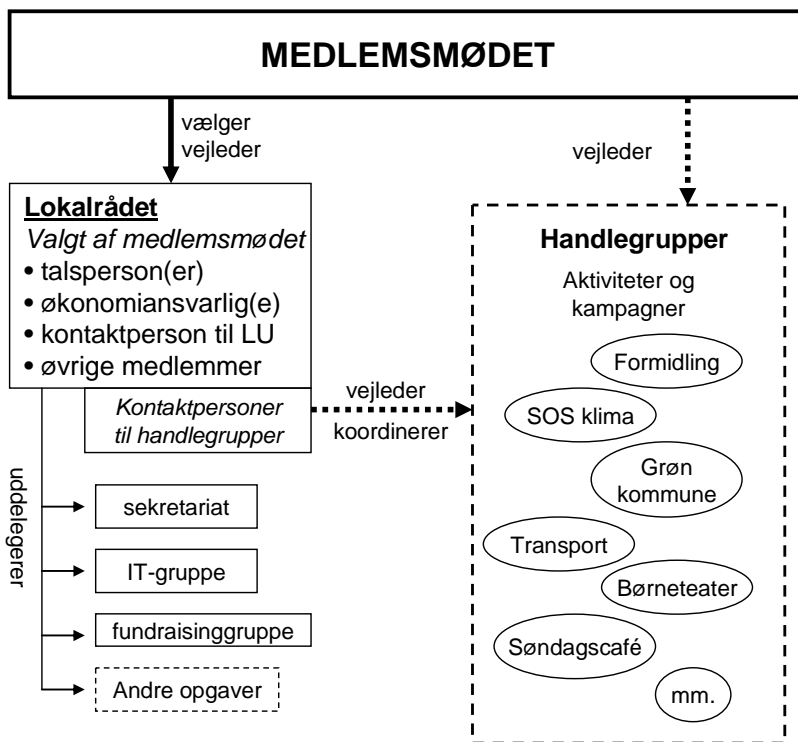 MEDLEMSMØDET
vælger
vejleder
vejleder
Lokalrådet
Valgt af medlemsmødet
• talsperson(er)
• økonomiansvarlig(e)
• kontaktperson til LU
• øvrige medlemmer
Kontaktpersoner
til handlegrupper
vejleder
koordinerer
uddelegerer
sekretariat
IT-gruppe
fundraisinggruppe
Andre opgaver
Handlegrupper
Aktiviteter og
kampagner
Formidling
SOS klima
Grøn
kommune
Transport
Børneteater
Søndagscafé
mm.